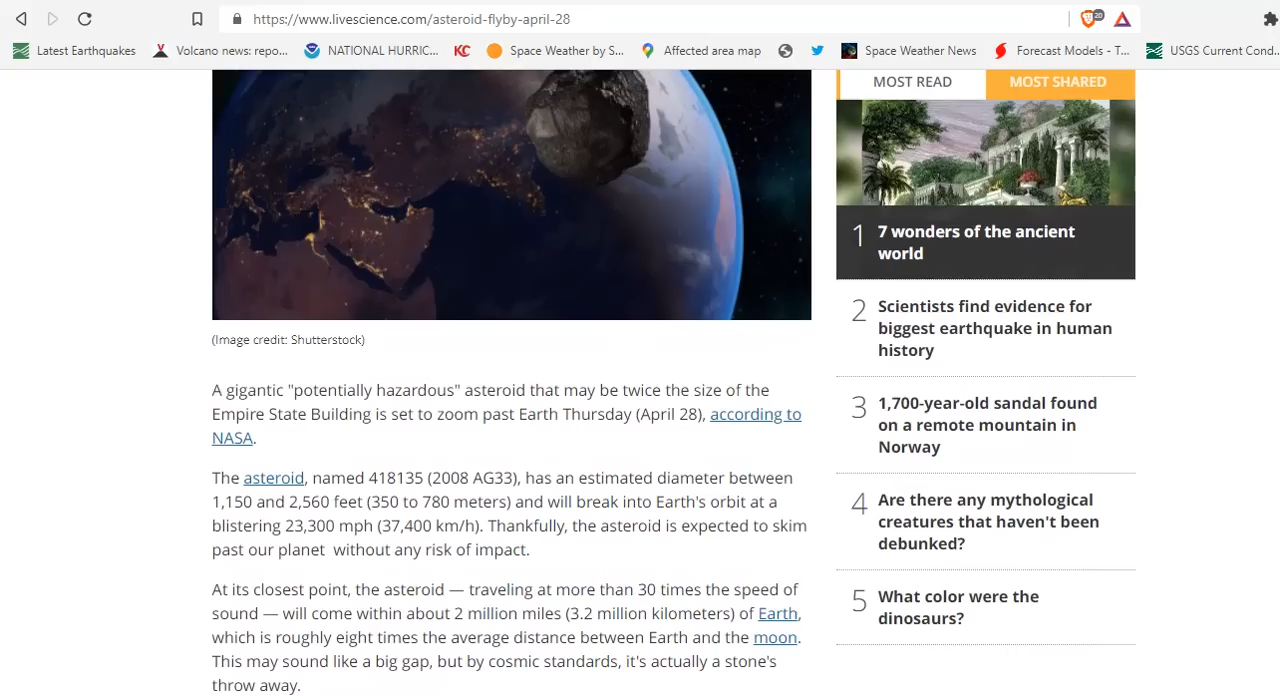 https://www.livescience.com/asteroid-flyby-april-28
20
Latest Earthquakes
Volcano news: repo...
NATIONAL HURRIC...
KC
Space Weather by S...
Affected area map
Space Weather News
Forecast Models - T...
USGS Current Cond...
MOST READ
MOST SHARED
(Image credit: Shutterstock)
A gigantic "potentially hazardous" asteroid that may be twice the size of the
Empire State Building is set to zoom past Earth Thursday (April 28), according to
NASA.
The asteroid, named 418135 (2008 AG33), has an estimated diameter between
1,150 and 2,560 feet (350 to 780 meters) and will break into Earth's orbit at a
blistering 23,300 mph (37,400 km/h). Thankfully, the asteroid is expected to skim
past our planet without any risk of impact.
At its closest point, the asteroid — traveling at more than 30 times the speed of
sound — will come within about 2 million miles (3.2 million kilometers) of Earth,
which is roughly eight times the average distance between Earth and the moon.
This may sound like a big gap, but by cosmic standards, it's actually a stone's
throw away.
1 7 wonders of the ancient
world
2 Scientists find evidence for
biggest earthquake in human
history
3 1,700-year-old sandal found
on a remote mountain in
Norway
4 Are there any mythological
creatures that haven't been
debunked?
5 What color were the
dinosaurs?